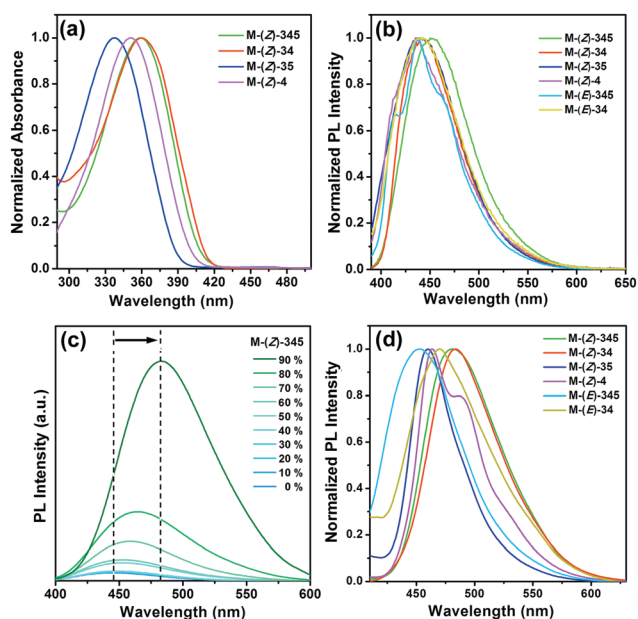 (a)
M-(Z)-345
M-(Z)-34
M-(Z)-35
M-(Z)-4
Normalized Absorbance
1.0
0.8
0.6
0.4
0.2
0.0
290 330 360 390 420 450 490
Wavelength (nm)
(b)
M-(Z)-345
M-(Z)-34
M-(Z)-35
M-(Z)-4
M-(E)-345
M-(E)-34
Normalized PL Intensity
1.0
0.8
0.6
0.4
0.2
0.0
400 450 500 550 600 650
Wavelength (nm)
(c)
M-(Z)-345
90 %
80 %
70 %
60 %
50 %
40 %
30 %
20 %
10 %
0 %
PL Intensity (a.u.)
400 450 500 550 600
Wavelength (nm)
(d)
M-(Z)-345
M-(Z)-34
M-(Z)-35
M-(Z)-4
M-(E)-345
M-(E)-34
Normalized PL Intensity
1.0
0.8
0.6
0.4
0.2
0.0
450 500 550 600
Wavelength (nm)